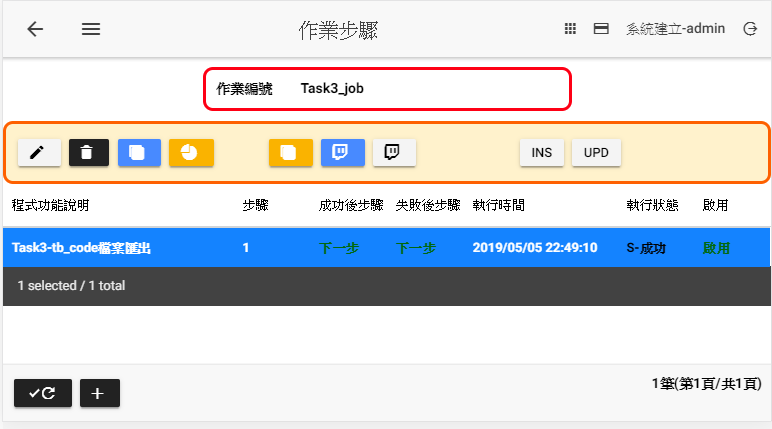 作業步驟 系統建立-admin
作業編號 Task3_job
INS UPD
程式功能說明 步驟 成功後步驟 失敗後步驟 執行時間 執行狀態 啟用
Task3-tb_code檔案匯出 1 下一步 下一步 2019/05/05 22:49:10 S-成功 啟用
1 selected / 1 total
1筆(第1頁/共1頁)